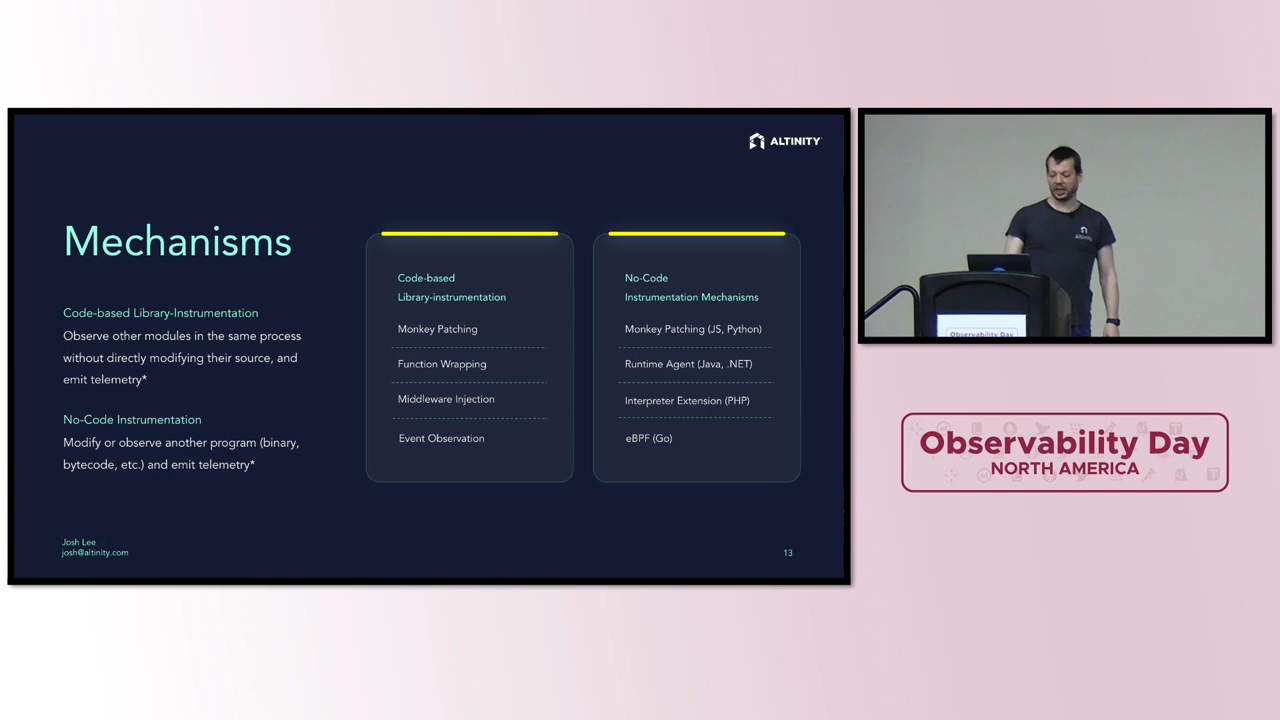 ALTINITY
Mechanisms
Code-based Library-Instrumentation
Observe other modules in the same process
without directly modifying their source, and
emit telemetry*
No-Code Instrumentation
Modify or observe another program (binary,
bytecode, etc.) and emit telemetry*
Code-based
Library-instrumentation
Monkey Patching
Function Wrapping
Middleware Injection
Event Observation
No-Code
Instrumentation Mechanisms
Monkey Patching (JS, Python)
Runtime Agent (Java, .NET)
Interpreter Extension (PHP)
eBPF (Go)
Josh Lee
josh@altinity.com
13
Altinity
Observability Day
Observability Day
NORTH AMERICA